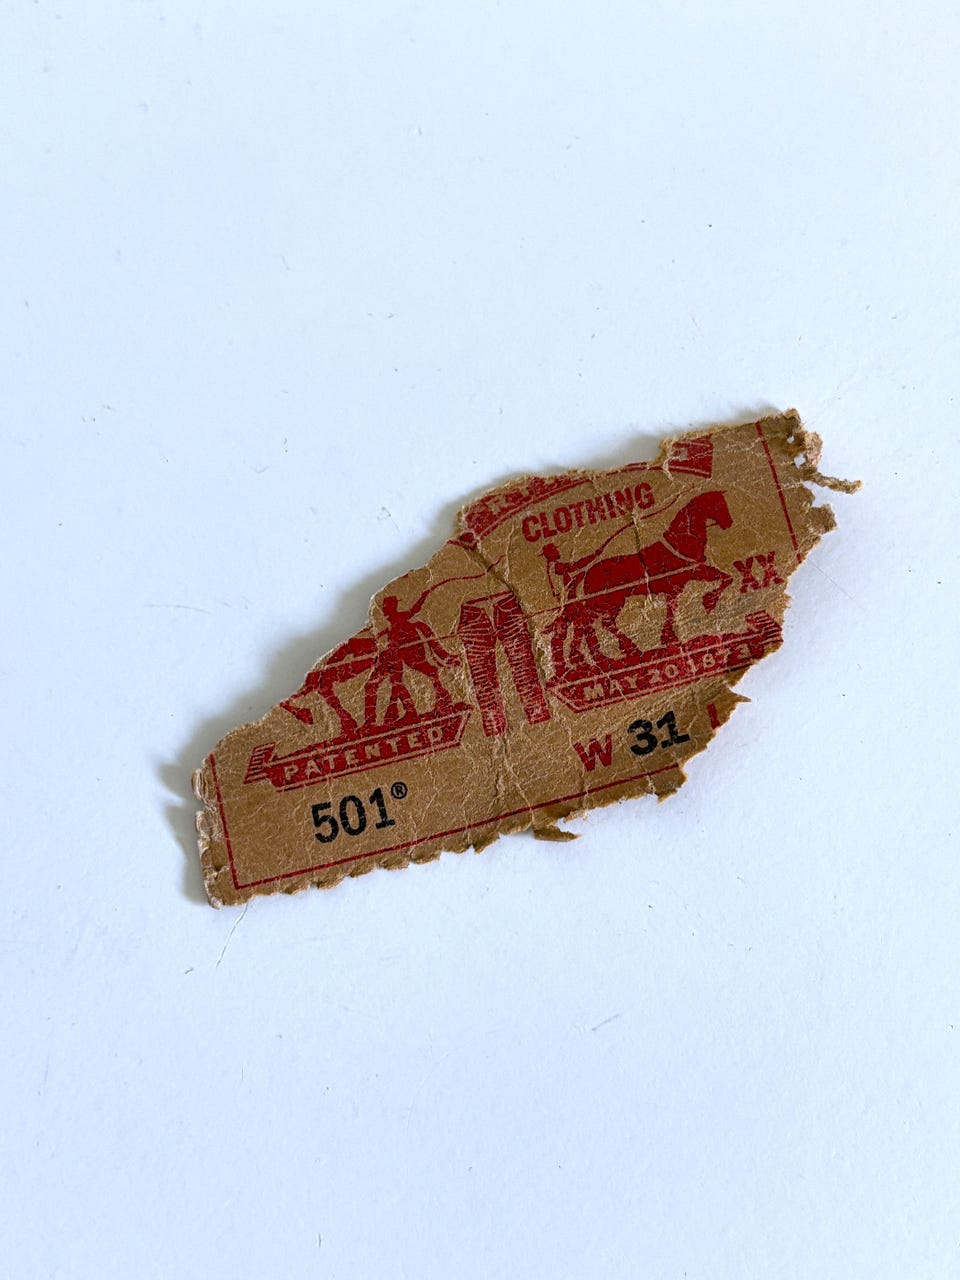 CLOTHING
XX
PATENTED MAY 20 1873
501® W 31 L